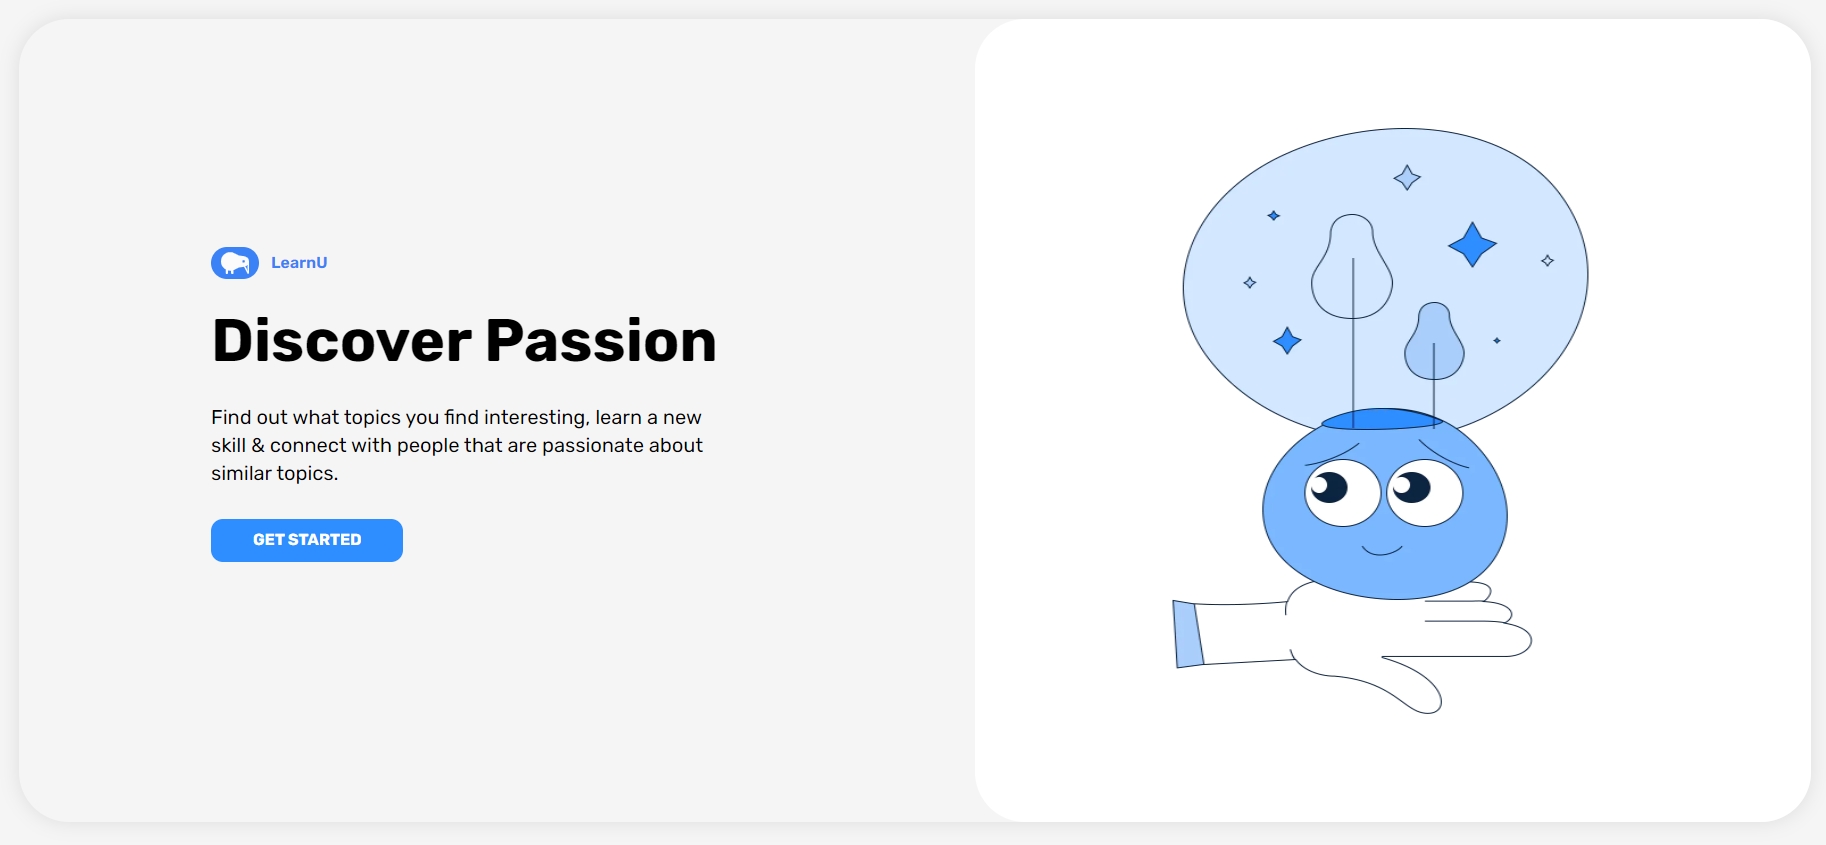 LearnU
Discover Passion
Find out what topics you find interesting, learn a new
skill & connect with people that are passionate about
similar topics.
GET STARTED